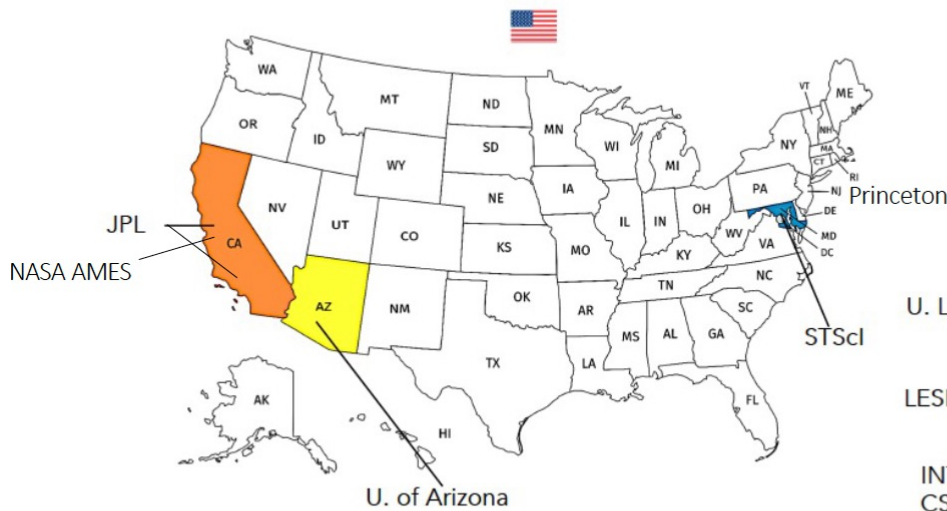 WA
MT
ND
MN
VT
ME
OR
ID
SD
WI
MI
NY
NH
MA
CT
RI
WY
NE
IA
PA
NJ
Princeton
NV
UT
CO
KS
MO
IL
IN
OH
WV
VA
DE
MD
DC
KY
JPL
CA
NASA AMES
AZ
NM
OK
AR
TN
NC
SC
MS
AL
GA
U. L
STScI
TX
LA
FL
LES
AK
HI
U. of Arizona
CS